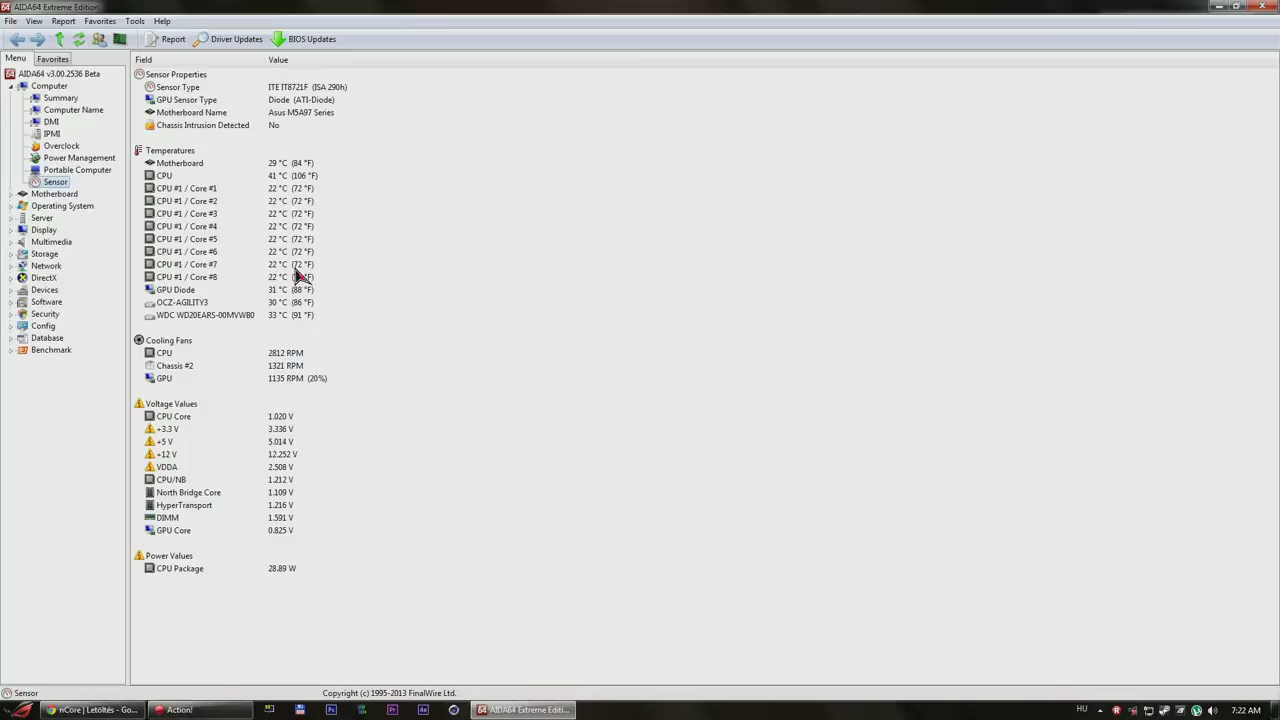 AIDA64 Extreme Edition
File View Report Favorites Tools Help
Report Driver Updates BIOS Updates
Menu Favorites
AIDA64 v3.00.2536 Beta
Computer
Summary
Computer Name
DMI
IPMI
Overclock
Power Management
Portable Computer
Sensor
Motherboard
Operating System
Server
Display
Multimedia
Storage
Network
DirectX
Devices
Software
Security
Config
Database
Benchmark
Field Value
Sensor Properties
Sensor Type ITE IT8721F (ISA 290h)
GPU Sensor Type Diode (ATI-Diode)
Motherboard Name Asus M5A97 Series
Chassis Intrusion Detected No
Temperatures
Motherboard 29 °C (84 °F)
CPU 41 °C (106 °F)
CPU #1 / Core #1 22 °C (72 °F)
CPU #1 / Core #2 22 °C (72 °F)
CPU #1 / Core #3 22 °C (72 °F)
CPU #1 / Core #4 22 °C (72 °F)
CPU #1 / Core #5 22 °C (72 °F)
CPU #1 / Core #6 22 °C (72 °F)
CPU #1 / Core #7 22 °C (72 °F)
CPU #1 / Core #8 22 °C
GPU Diode 31 °C (88 °F)
OCZ-AGILITY3 30 °C (86 °F)
WDC WD20EARS-00MVWB0 33 °C (91 °F)
Cooling Fans
CPU 2812 RPM
Chassis #2 1321 RPM
GPU 1135 RPM (20%)
Voltage Values
CPU Core 1.020 V
+3.3 V 3.336 V
+5 V 5.014 V
+12 V 12.252 V
VDDA 2.508 V
CPU/NB 1.212 V
North Bridge Core 1.109 V
HyperTransport 1.216 V
DIMM 1.591 V
GPU Core 0.825 V
Power Values
CPU Package 28.89 W
Sensor Copyright (c) 1995-2013 FinalWire Ltd.
nCore | Letöltés - Go... Action! Ps Pr Ae AIDA64 Extreme Editi... HU 7:22 AM